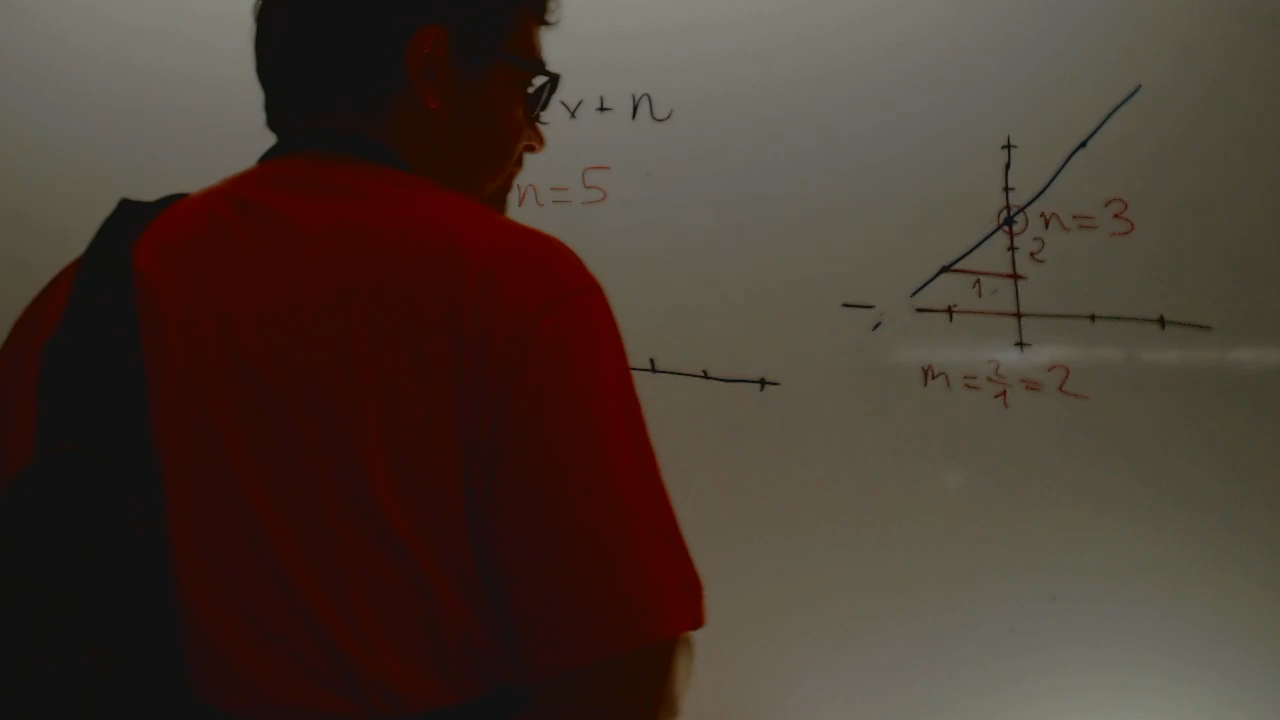 x + n
n = 5
n = 3
2
1
m = 2/1 = 2